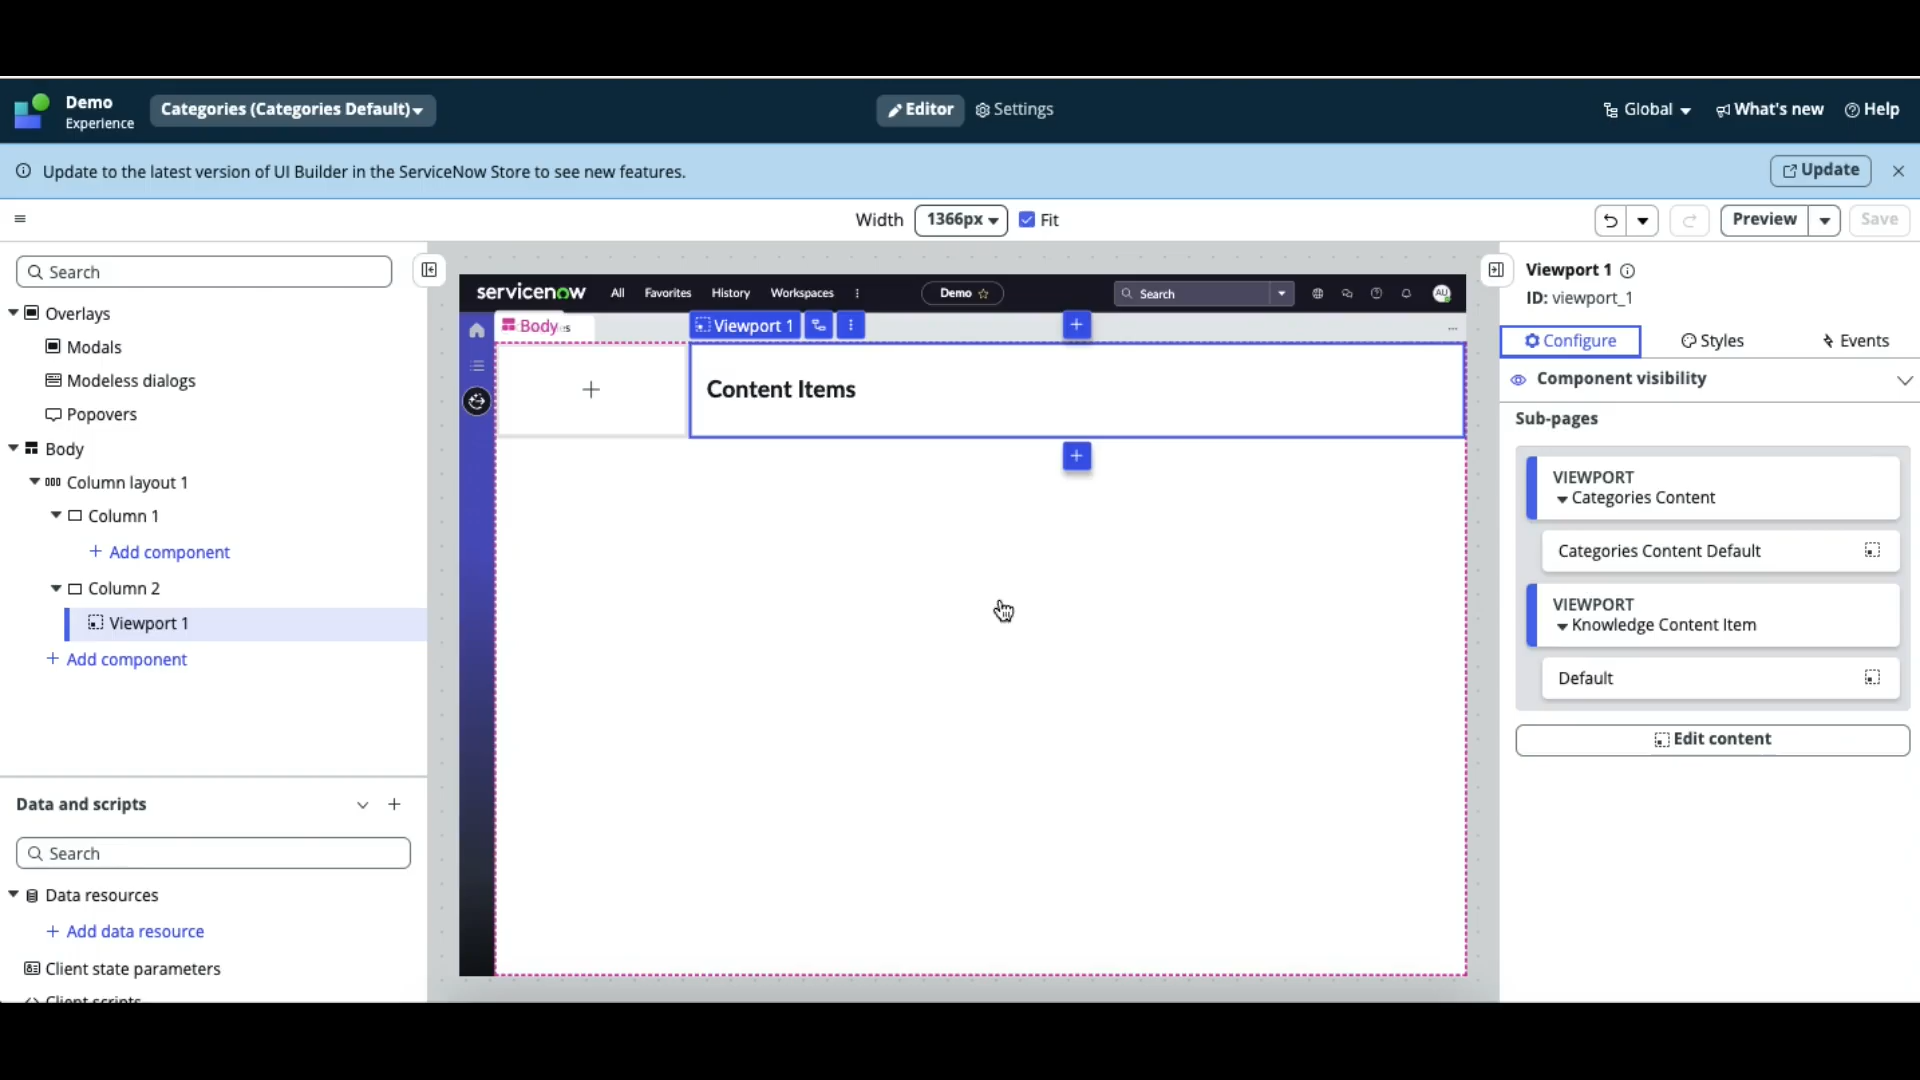 Demo
Experience
Categories (Categories Default)
Editor
Settings
Global
What's new
Help
Update to the latest version of UI Builder in the ServiceNow Store to see new features.
Update
Width
1366px
Fit
Preview
Save
Search
Overlays
Modals
Modeless dialogs
Popovers
Body
Column layout 1
Column 1
Add component
Column 2
Viewport 1
Add component
Data and scripts
Search
Data resources
Add data resource
Client state parameters
Client scripts
servicenow
All
Favorites
History
Workspaces
Demo
Search
AU
Body
Viewport 1
Content Items
Viewport 1
ID: viewport_1
Configure
Styles
Events
Component visibility
Sub-pages
VIEWPORT
Categories Content
Categories Content Default
VIEWPORT
Knowledge Content Item
Default
Edit content